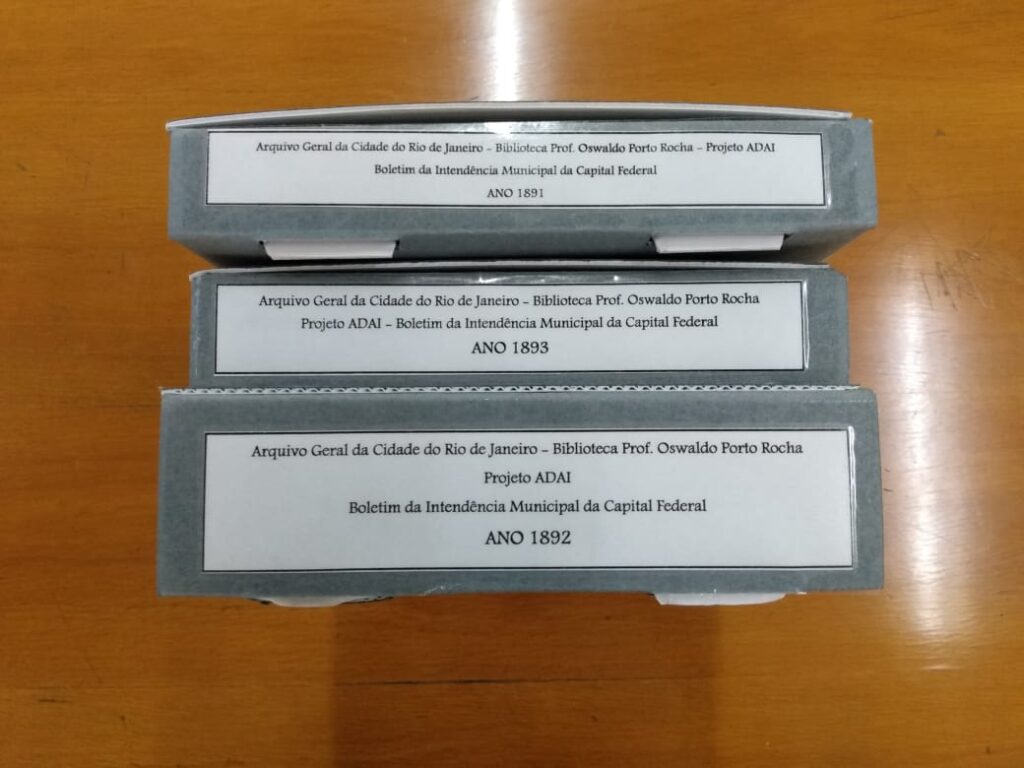 Arquivo Geral da Cidade do Rio de Janeiro – Biblioteca Prof. Oswaldo Porto Rocha – Projeto ADAI
Boletim da Intendência Municipal da Capital Federal
ANO 1891
Arquivo Geral da Cidade do Rio de Janeiro – Biblioteca Prof. Oswaldo Porto Rocha
Projeto ADAI – Boletim da Intendência Municipal da Capital Federal
ANO 1893
Arquivo Geral da Cidade do Rio de Janeiro – Biblioteca Prof. Oswaldo Porto Rocha
Projeto ADAI
Boletim da Intendência Municipal da Capital Federal
ANO 1892